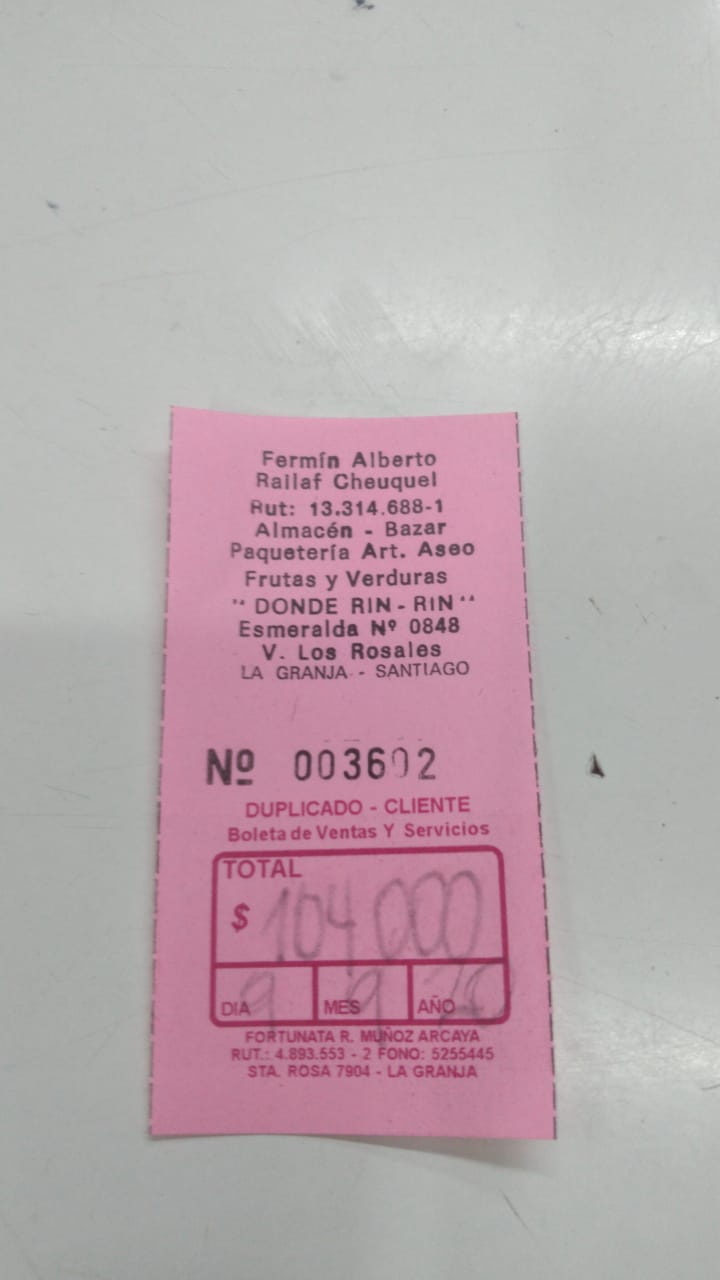 Fermín Alberto
Railaf Cheuquel
Rut: 13.314.688-1
Almacén - Bazar
Paquetería Art. Aseo
Frutas y Verduras
" DONDE RIN - RIN "
Esmeralda Nº 0848
V. Los Rosales
LA GRANJA - SANTIAGO
Nº 003602
DUPLICADO - CLIENTE
Boleta de Ventas Y Servicios
TOTAL
$ 104000
DIA 9 MES 9 AÑO 20
FORTUNATA R. MUÑOZ ARCAYA
RUT.: 4.893.553 - 2 FONO: 5255445
STA. ROSA 7904 - LA GRANJA